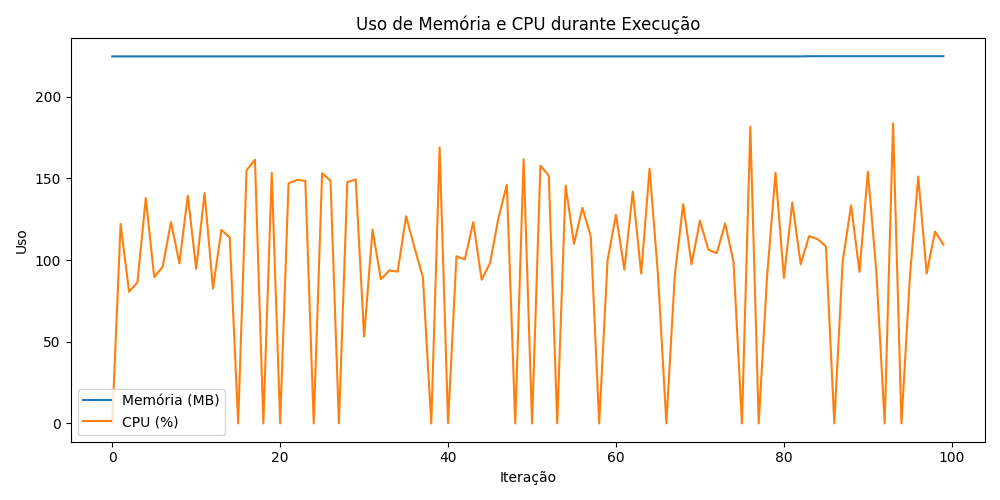 Uso de Memória e CPU durante Execução
Uso
200
150
100
50
0
Memória (MB)
CPU (%)
0 20 40 60 80 100
Iteração